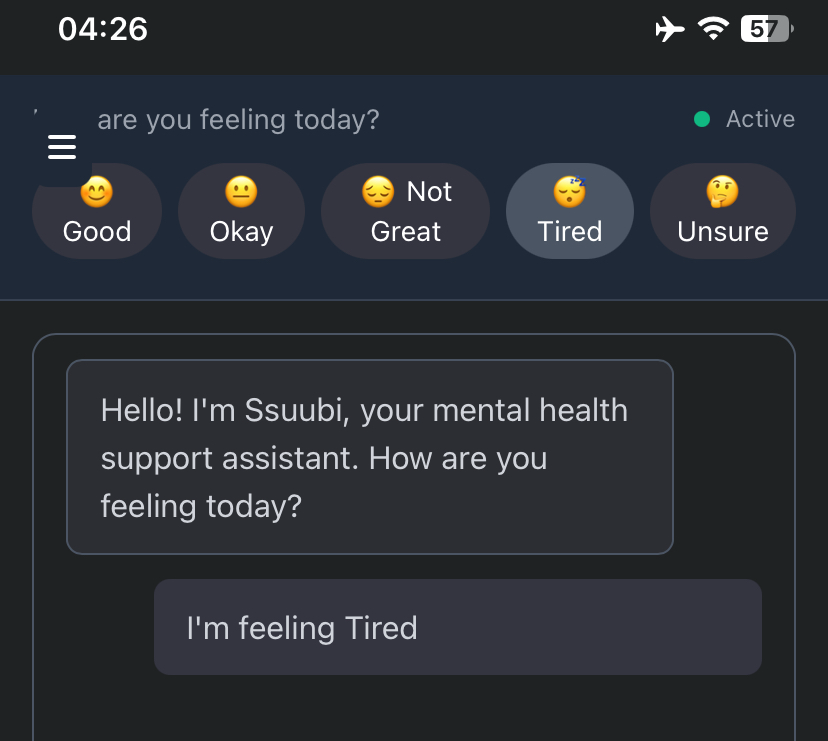 04:26
57
are you feeling today?
Active
😊
Good
😐
Okay
😔 Not
Great
😴
Tired
🤔
Unsure
Hello! I'm Ssuubi, your mental health
support assistant. How are you
feeling today?
I'm feeling Tired